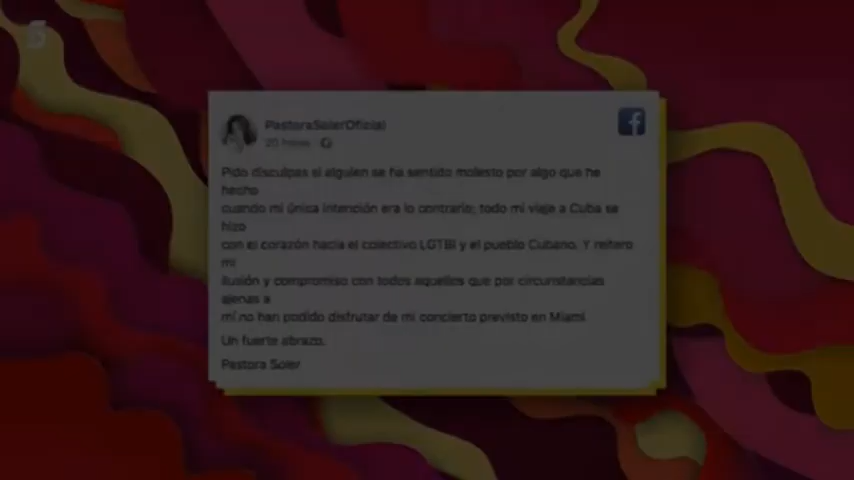 5
PastoraSolerOficial
20 horas
Pido disculpas si alguien se ha sentido molesto por algo que he
hecho
cuando mi única intención era lo contrario; todo mi viaje a Cuba se
hizo
con el corazón hacia el colectivo LGTBI y el pueblo Cubano. Y reitero
mi
ilusión y compromiso con todos aquellos que por circunstancias
ajenas a
mí no han podido disfrutar de mi concierto previsto en Miami.
Un fuerte abrazo.
Pastora Soler